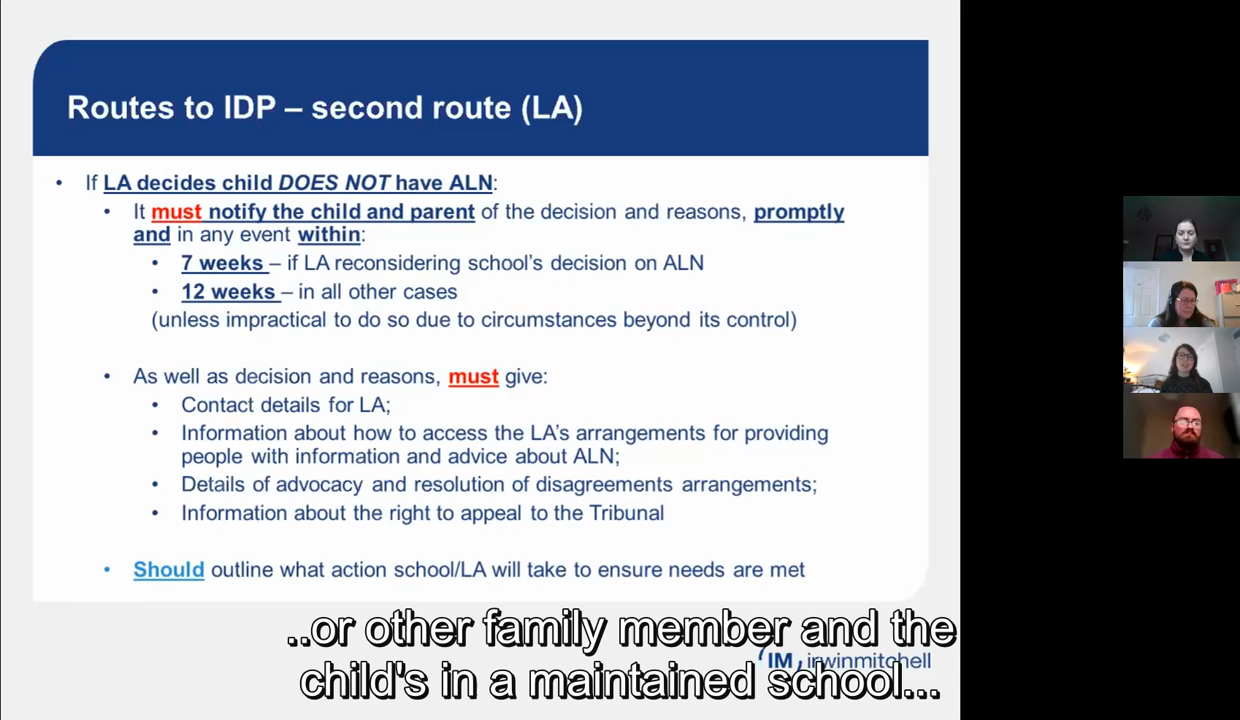 Routes to IDP – second route (LA)
• If LA decides child DOES NOT have ALN:
• It must notify the child and parent of the decision and reasons, promptly
and in any event within:
• 7 weeks – if LA reconsidering school's decision on ALN
• 12 weeks – in all other cases
(unless impractical to do so due to circumstances beyond its control)
• As well as decision and reasons, must give:
• Contact details for LA;
• Information about how to access the LA's arrangements for providing
people with information and advice about ALN;
• Details of advocacy and resolution of disagreements arrangements;
• Information about the right to appeal to the Tribunal
• Should outline what action school/LA will take to ensure needs are met
..or other family member and the
IM irwinmitchell
child's in a maintained school...